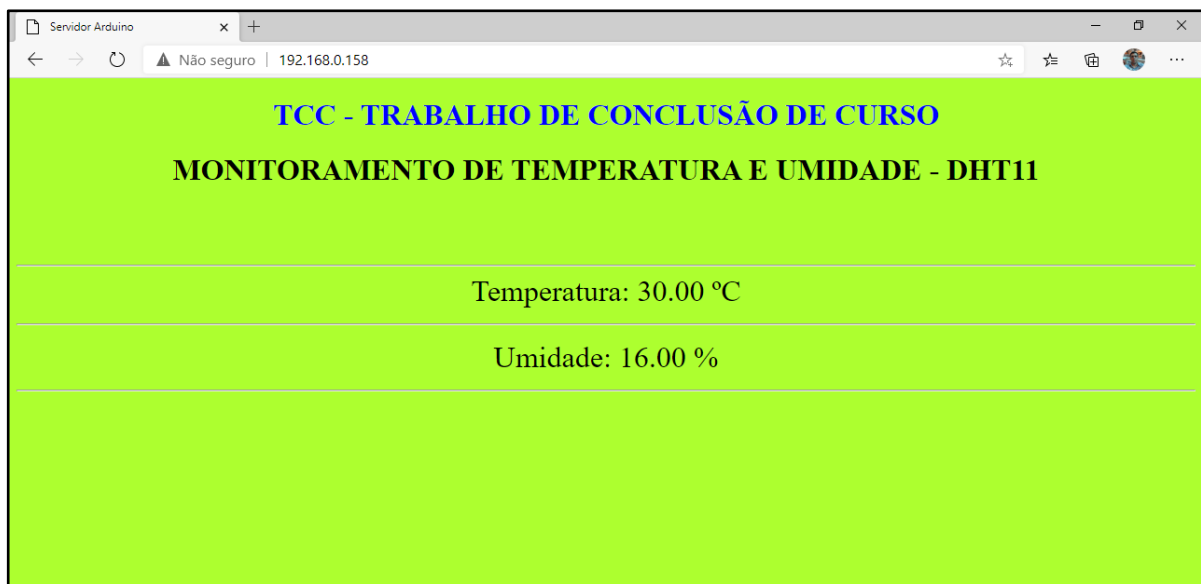 Servidor Arduino
Não seguro | 192.168.0.158
TCC - TRABALHO DE CONCLUSÃO DE CURSO
MONITORAMENTO DE TEMPERATURA E UMIDADE - DHT11
Temperatura: 30.00 ºC
Umidade: 16.00 %